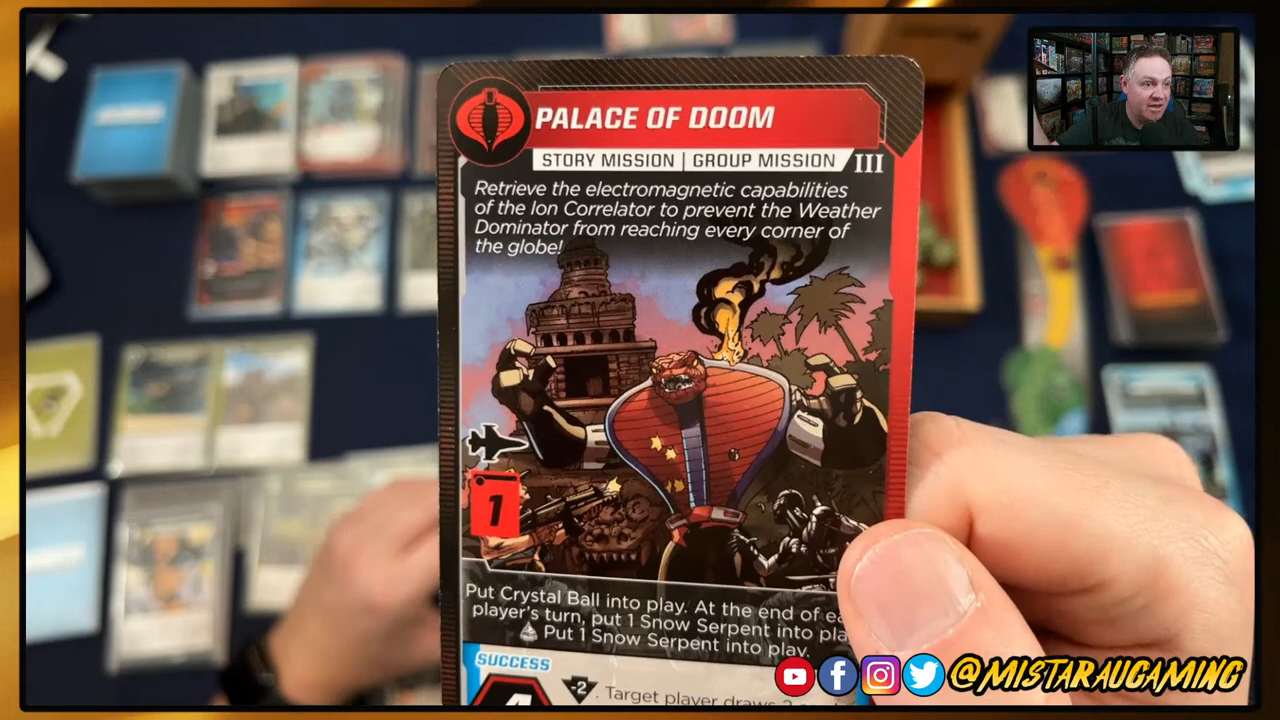 PALACE OF DOOM
STORY MISSION | GROUP MISSION III
Retrieve the electromagnetic capabilities
of the Ion Correlator to prevent the Weather
Dominator from reaching every corner of
the globe!
1
Put Crystal Ball into play. At the end of
player's turn, put 1 Snow Serpent into
Put 1 Snow Serpent into play.
SUCCESS
-2 . Target player draws 2
@MISTARAUGAMING